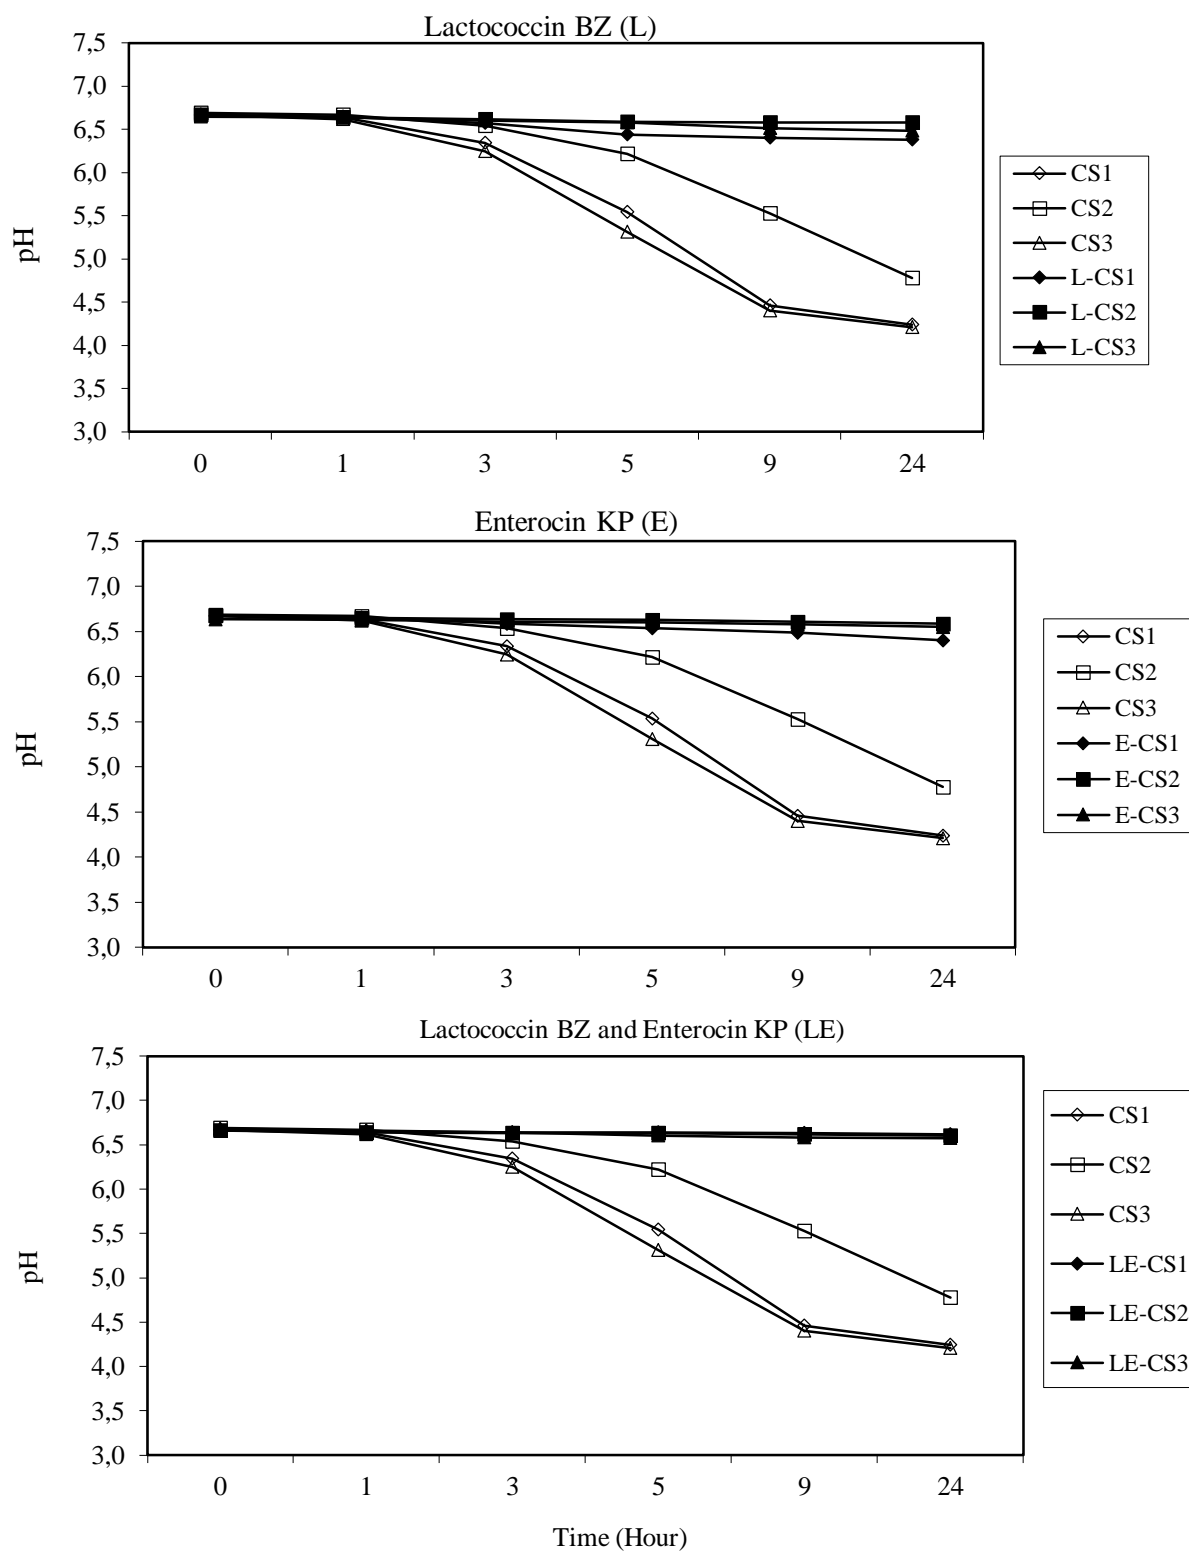 Lactococcin BZ (L)
7,5
7,0
6,5
6,0
5,5
5,0
4,5
4,0
3,5
3,0
pH
0 1 3 5 9 24
CS1
CS2
CS3
L-CS1
L-CS2
L-CS3
Enterocin KP (E)
7,5
7,0
6,5
6,0
5,5
5,0
4,5
4,0
3,5
3,0
pH
0 1 3 5 9 24
CS1
CS2
CS3
E-CS1
E-CS2
E-CS3
Lactococcin BZ and Enterocin KP (LE)
7,5
7,0
6,5
6,0
5,5
5,0
4,5
4,0
3,5
3,0
pH
0 1 3 5 9 24
Time (Hour)
CS1
CS2
CS3
LE-CS1
LE-CS2
LE-CS3